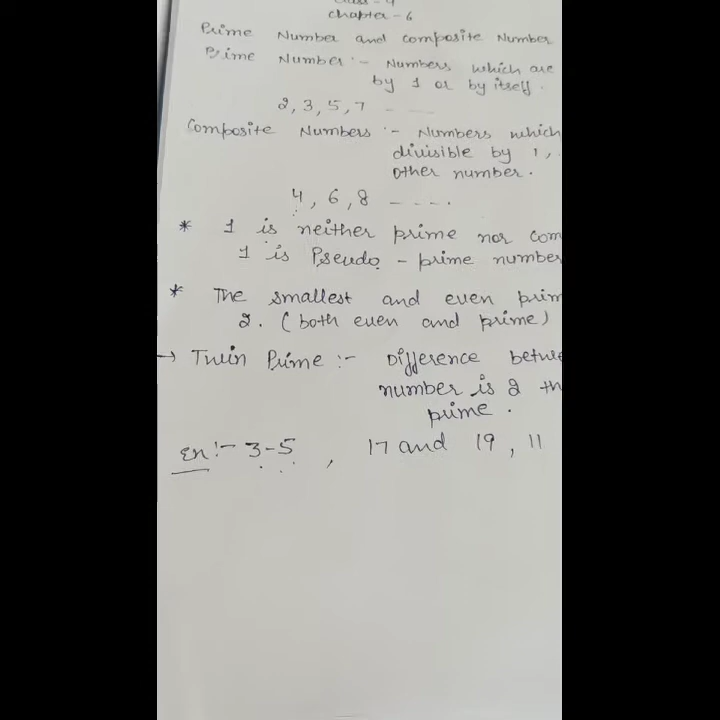 - 4
Chapter - 6
Prime Number and composite Number
Prime Number :- Numbers which are
by 1 or by itself.
2, 3, 5, 7 - - - -
Composite Numbers :- Numbers which
divisible by 1,
other number.
4, 6, 8 - - - - .
* 1 is neither prime nor com
1 is Pseudo - prime number
* The smallest and even prim
2. (both even and prime)
→ Twin Prime :- Difference betwe
number is 2 th
prime.
Ex :- 3-5 , 17 and 19 , 11